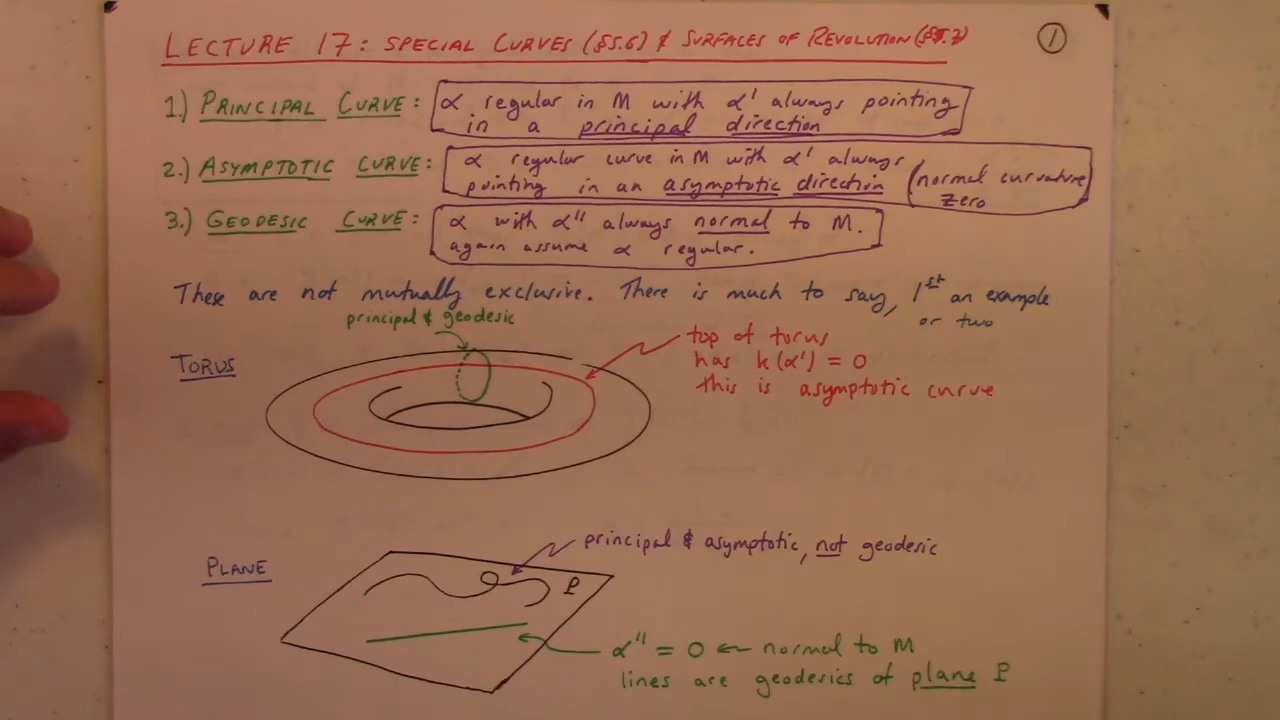 LECTURE 17: SPECIAL CURVES (§5.6) & SURFACES OF REVOLUTION (§5.7)
1
1.) PRINCIPAL CURVE: α regular in M with α' always pointing
in a principal direction
2.) ASYMPTOTIC CURVE: α regular curve in M with α' always
pointing in an asymptotic direction (normal curvature
zero
3.) GEODESIC CURVE: α with α'' always normal to M.
again assume α regular.
These are not mutually exclusive. There is much to say, 1st an example
or two
principal & geodesic
TORUS
top of torus
has k(α') = 0
this is asymptotic curve
PLANE
principal & asymptotic, not geodesic
P
α'' = 0 ← normal to M
lines are geodesics of plane P